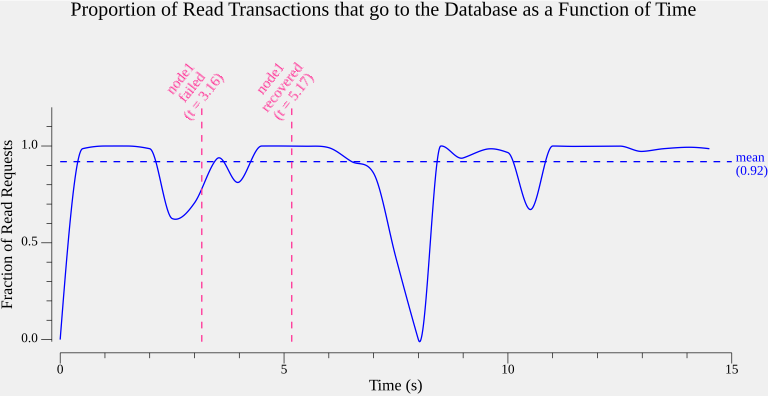 Proportion of Read Transactions that go to the Database as a Function of Time
node1
failed
(t = 3.16)
node1
recovered
(t = 5.17)
Fraction of Read Requests
1.0
0.5
0.0
mean
(0.92)
0
5
10
15
Time (s)